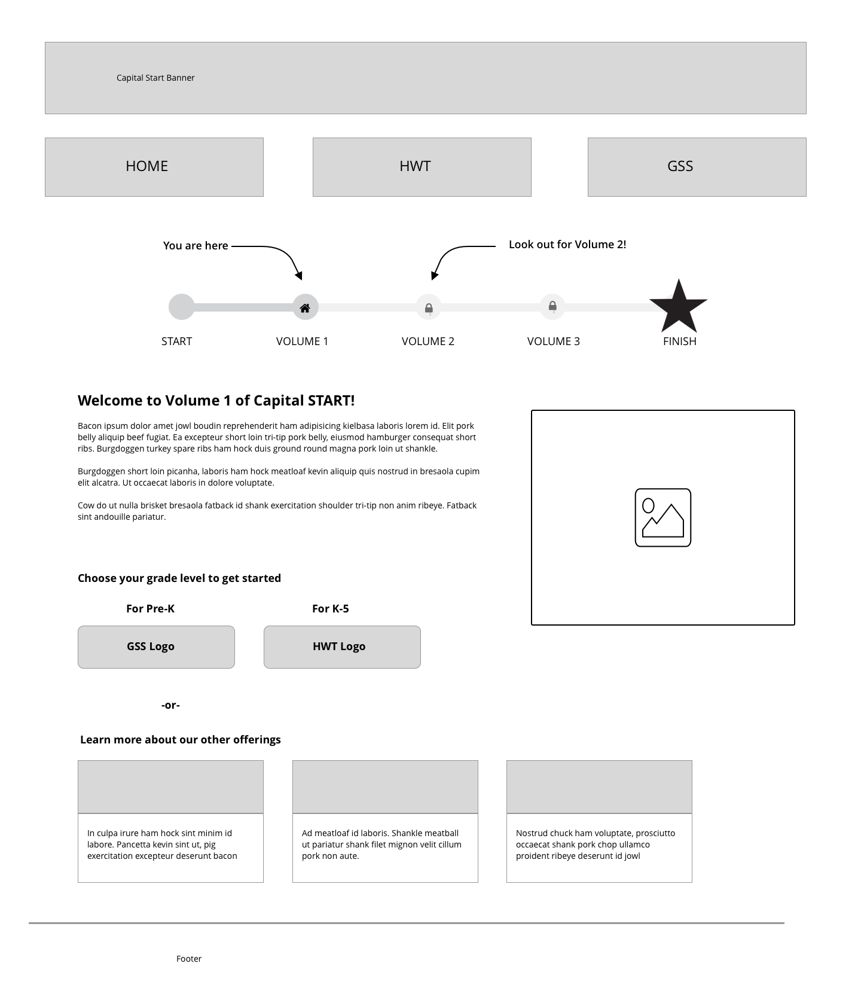 Capital Start Banner
HOME
HWT
GSS
You are here
Look out for Volume 2!
START
VOLUME 1
VOLUME 2
VOLUME 3
FINISH
Welcome to Volume 1 of Capital START!
Bacon ipsum dolor amet jowl boudin reprehenderit ham adipisicing kielbasa laboris lorem id. Elit pork
belly aliquip beef fugiat. Ea excepteur short loin tri-tip pork belly, eiusmod hamburger consequat short
ribs. Burgdoggen turkey spare ribs ham hock duis ground round magna pork loin ut shankle.
Burgdoggen short loin picanha, laboris ham hock meatloaf kevin aliquip quis nostrud in bresaola cupim
elit alcatra. Ut occaecat laboris in dolore voluptate.
Cow do ut nulla brisket bresaola fatback id shank exercitation shoulder tri-tip non anim ribeye. Fatback
sint andouille pariatur.
Choose your grade level to get started
For Pre-K
For K-5
GSS Logo
HWT Logo
-or-
Learn more about our other offerings
In culpa irure ham hock sint minim id
labore. Pancetta kevin sint ut, pig
exercitation excepteur deserunt bacon
Ad meatloaf id laboris. Shankle meatball
ut pariatur shank filet mignon velit cillum
pork non aute.
Nostrud chuck ham voluptate, prosciutto
occaecat shank pork chop ullamco
proident ribeye deserunt id jowl
Footer